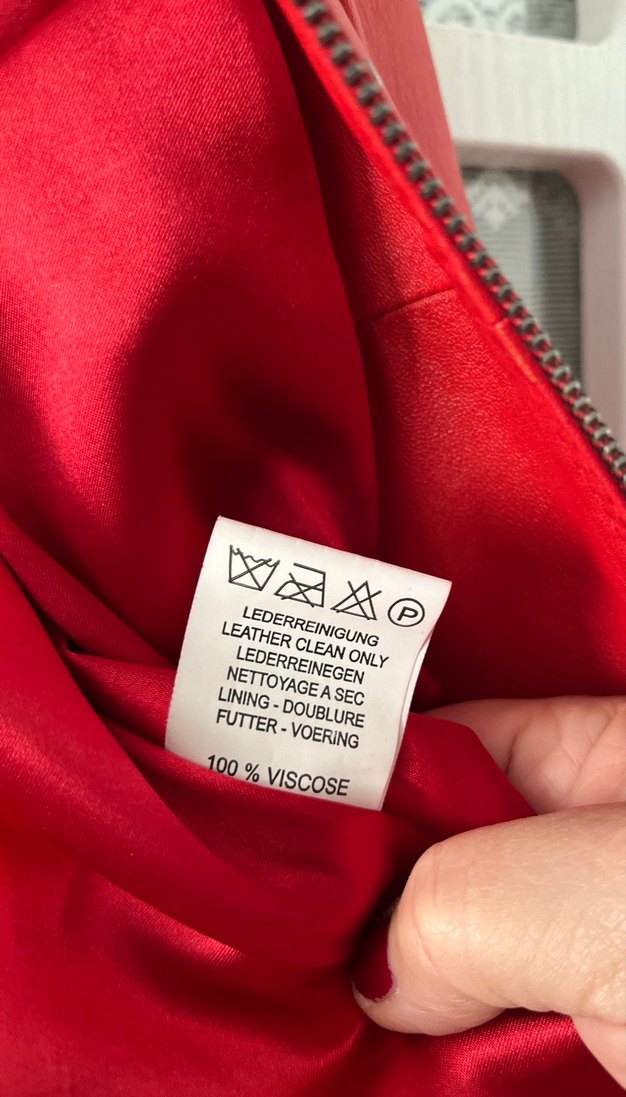 P
LEDERREINIGUNG
LEATHER CLEAN ONLY
LEDERREINEGEN
NETTOYAGE A SEC
LINING - DOUBLURE
FUTTER - VOERING
100 % VISCOSE